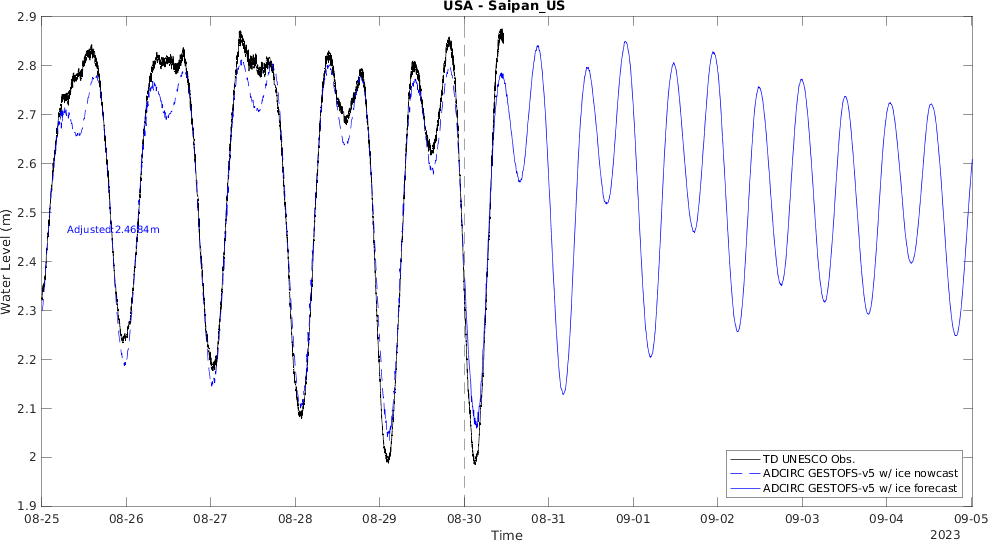 USA - Saipan_US
2.9
2.8
2.7
2.6
2.5
2.4
2.3
2.2
2.1
2
1.9
Water Level (m)
Adjusted:2.4684m
TD UNESCO Obs.
ADCIRC GESTOFS-v5 w/ ice nowcast
ADCIRC GESTOFS-v5 w/ ice forecast
08-25 08-26 08-27 08-28 08-29 08-30 08-31 09-01 09-02 09-03 09-04 09-05
Time
2023